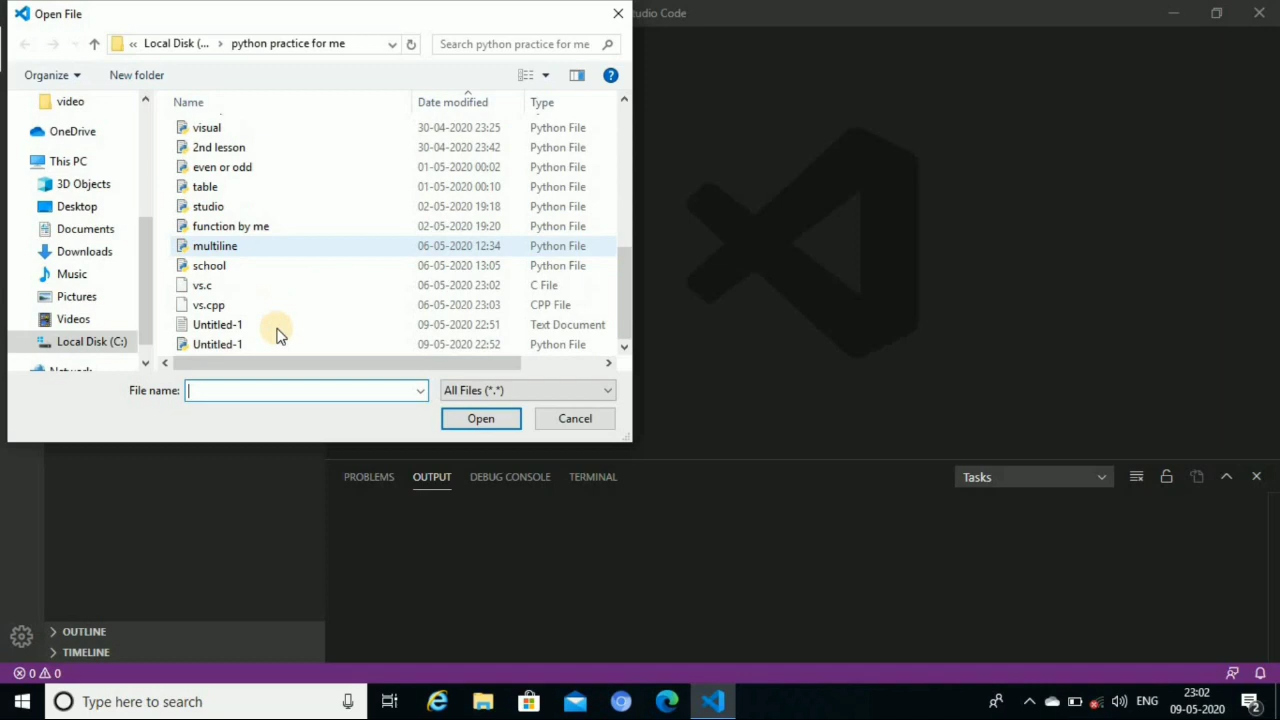 Open File
tudio Code
« Local Disk (... > python practice for me
Search python practice for me
Organize
New folder
Name Date modified Type
video
OneDrive
This PC
3D Objects
Desktop
Documents
Downloads
Music
Pictures
Videos
Local Disk (C:)
visual 30-04-2020 23:25 Python File
2nd lesson 30-04-2020 23:42 Python File
even or odd 01-05-2020 00:02 Python File
table 01-05-2020 00:10 Python File
studio 02-05-2020 19:18 Python File
function by me 02-05-2020 19:20 Python File
multiline 06-05-2020 12:34 Python File
school 06-05-2020 13:05 Python File
vs.c 06-05-2020 23:02 C File
vs.cpp 06-05-2020 23:03 CPP File
Untitled-1 09-05-2020 22:51 Text Document
Untitled-1 09-05-2020 22:52 Python File
File name:
All Files (*.*)
Open
Cancel
PROBLEMS OUTPUT DEBUG CONSOLE TERMINAL
Tasks
OUTLINE
TIMELINE
0 0
Type here to search
ENG
23:02
09-05-2020
2